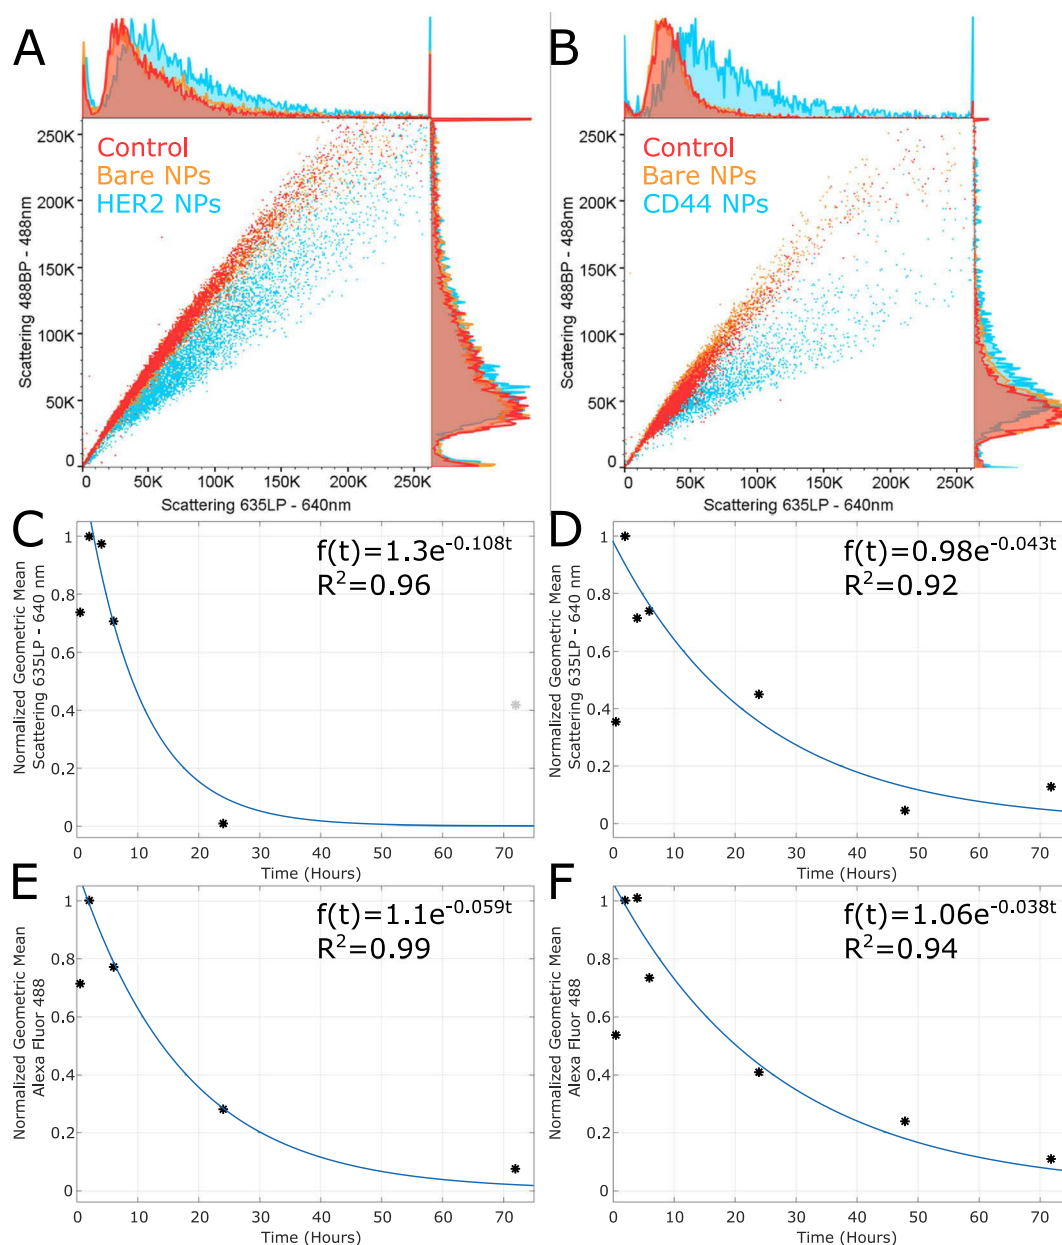 A
B
Control
Bare NPs
HER2 NPs
Scattering 488BP - 488nm
250K
200K
150K
100K
50K
0
0 50K 100K 150K 200K 250K
Scattering 635LP - 640nm
Control
Bare NPs
CD44 NPs
Scattering 488BP - 488nm
250K
200K
150K
100K
50K
0
0 50K 100K 150K 200K 250K
Scattering 635LP - 640nm
C
f(t)=1.3e^-0.108t
R²=0.96
Normalized Geometric Mean
Scattering 635LP - 640 nm
1
0.8
0.6
0.4
0.2
0
0 10 20 30 40 50 60 70
Time (Hours)
D
f(t)=0.98e^-0.043t
R²=0.92
Normalized Geometric Mean
Scattering 635LP - 640 nm
1
0.8
0.6
0.4
0.2
0
0 10 20 30 40 50 60 70
Time (Hours)
E
f(t)=1.1e^-0.059t
R²=0.99
Normalized Geometric Mean
Alexa Fluor 488
1
0.8
0.6
0.4
0.2
0
0 10 20 30 40 50 60 70
Time (Hours)
F
f(t)=1.06e^-0.038t
R²=0.94
Normalized Geometric Mean
Alexa Fluor 488
1
0.8
0.6
0.4
0.2
0
0 10 20 30 40 50 60 70
Time (Hours)